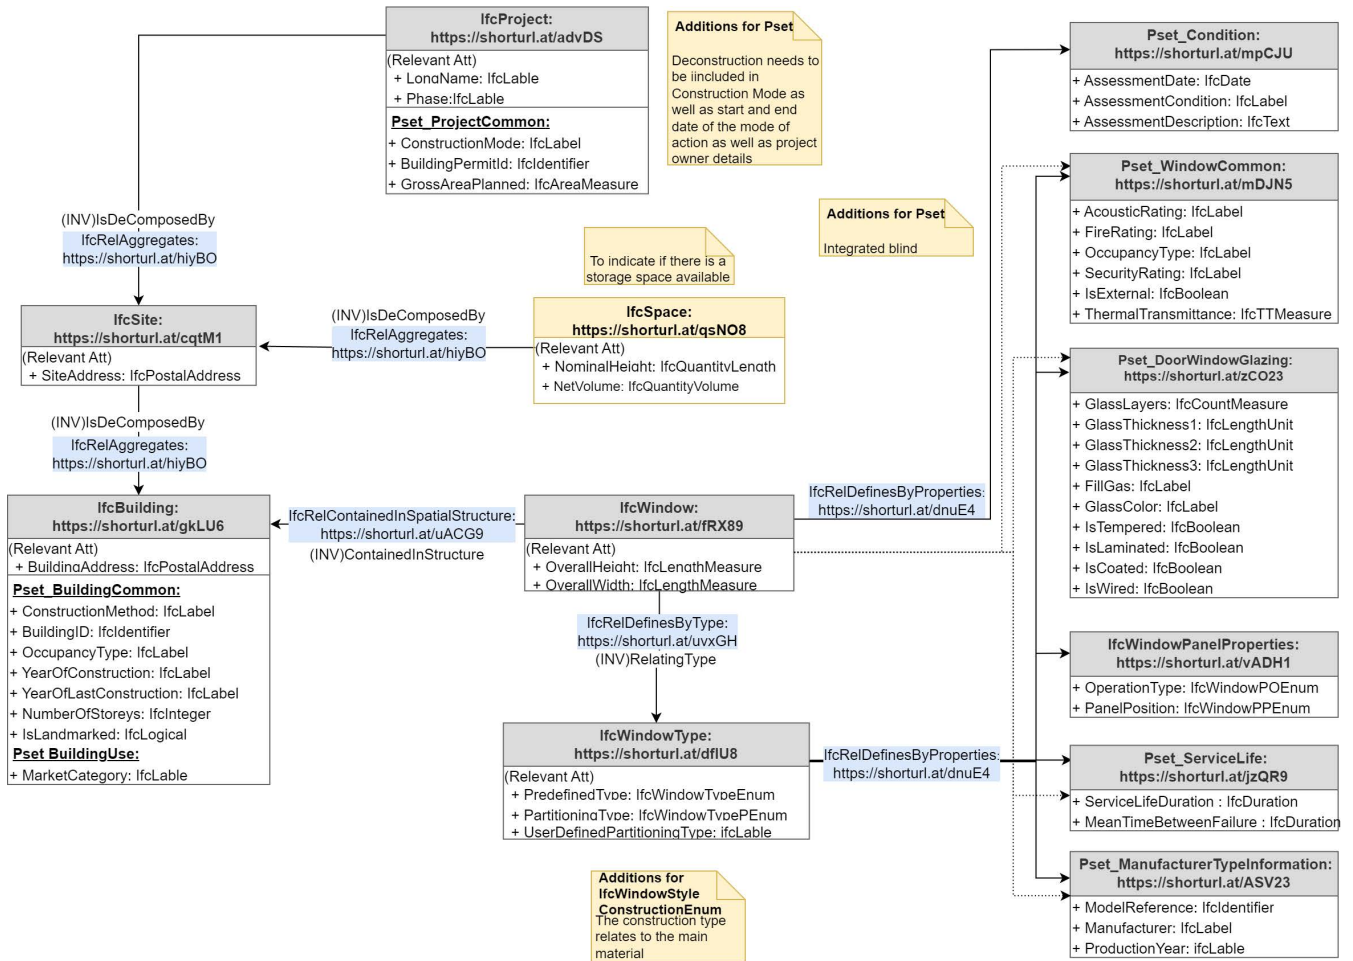 IfcProject:
https://shorturl.at/advDS
(Relevant Att)
+ LongName: IfcLable
+ Phase:IfcLable
Pset_ProjectCommon:
+ ConstructionMode: IfcLabel
+ BuildingPermitId: IfcIdentifier
+ GrossAreaPlanned: IfcAreaMeasure
Additions for Pset
Deconstruction needs to
be iincluded in
Construction Mode as
well as start and end
date of the mode of
action as well as project
owner details
(INV)IsDeComposedBy
IfcRelAggregates:
https://shorturl.at/hiyBO
Additions for Pset
Integrated blind
To indicate if there is a
storage space available
IfcSite:
https://shorturl.at/cqtM1
(Relevant Att)
+ SiteAddress: IfcPostalAddress
(INV)IsDeComposedBy
IfcRelAggregates:
https://shorturl.at/hiyBO
IfcSpace:
https://shorturl.at/qsNO8
(Relevant Att)
+ NominalHeight: IfcQuantityLength
+ NetVolume: IfcQuantityVolume
(INV)IsDeComposedBy
IfcRelAggregates:
https://shorturl.at/hiyBO
IfcBuilding:
https://shorturl.at/gkLU6
(Relevant Att)
+ BuildingAddress: IfcPostalAddress
Pset_BuildingCommon:
+ ConstructionMethod: IfcLabel
+ BuildingID: IfcIdentifier
+ OccupancyType: IfcLabel
+ YearOfConstruction: IfcLabel
+ YearOfLastConstruction: IfcLabel
+ NumberOfStoreys: IfcInteger
+ IsLandmarked: IfcLogical
Pset BuildingUse:
+ MarketCategory: IfcLable
IfcRelContainedInSpatialStructure:
https://shorturl.at/uACG9
(INV)ContainedInStructure
IfcWindow:
https://shorturl.at/fRX89
(Relevant Att)
+ OverallHeight: IfcLengthMeasure
+ OverallWidth: IfcLengthMeasure
IfcRelDefinesByProperties:
https://shorturl.at/dnuE4
IfcRelDefinesByType:
https://shorturl.at/uvxGH
(INV)RelatingType
IfcWindowType:
https://shorturl.at/dflU8
(Relevant Att)
+ PredefinedType: IfcWindowTypeEnum
+ PartitioningType: IfcWindowTypePEnum
+ UserDefinedPartitioningType: ifcLable
IfcRelDefinesByProperties:
https://shorturl.at/dnuE4
Additions for
IfcWindowStyle
ConstructionEnum
The construction type
relates to the main
material
Pset_Condition:
https://shorturl.at/mpCJU
+ AssessmentDate: IfcDate
+ AssessmentCondition: IfcLabel
+ AssessmentDescription: IfcText
Pset_WindowCommon:
https://shorturl.at/mDJN5
+ AcousticRating: IfcLabel
+ FireRating: IfcLabel
+ OccupancyType: IfcLabel
+ SecurityRating: IfcLabel
+ IsExternal: IfcBoolean
+ ThermalTransmittance: IfcTTMeasure
Pset_DoorWindowGlazing:
https://shorturl.at/zCO23
+ GlassLayers: IfcCountMeasure
+ GlassThickness1: IfcLengthUnit
+ GlassThickness2: IfcLengthUnit
+ GlassThickness3: IfcLengthUnit
+ FillGas: IfcLabel
+ GlassColor: IfcLabel
+ IsTempered: IfcBoolean
+ IsLaminated: IfcBoolean
+ IsCoated: IfcBoolean
+ IsWired: IfcBoolean
IfcWindowPanelProperties:
https://shorturl.at/vADH1
+ OperationType: IfcWindowPOEnum
+ PanelPosition: IfcWindowPPEnum
Pset_ServiceLife:
https://shorturl.at/jzQR9
+ ServiceLifeDuration : IfcDuration
+ MeanTimeBetweenFailure : IfcDuration
Pset_ManufacturerTypeInformation:
https://shorturl.at/ASV23
+ ModelReference: IfcIdentifier
+ Manufacturer: IfcLabel
+ ProductionYear: ifcLable